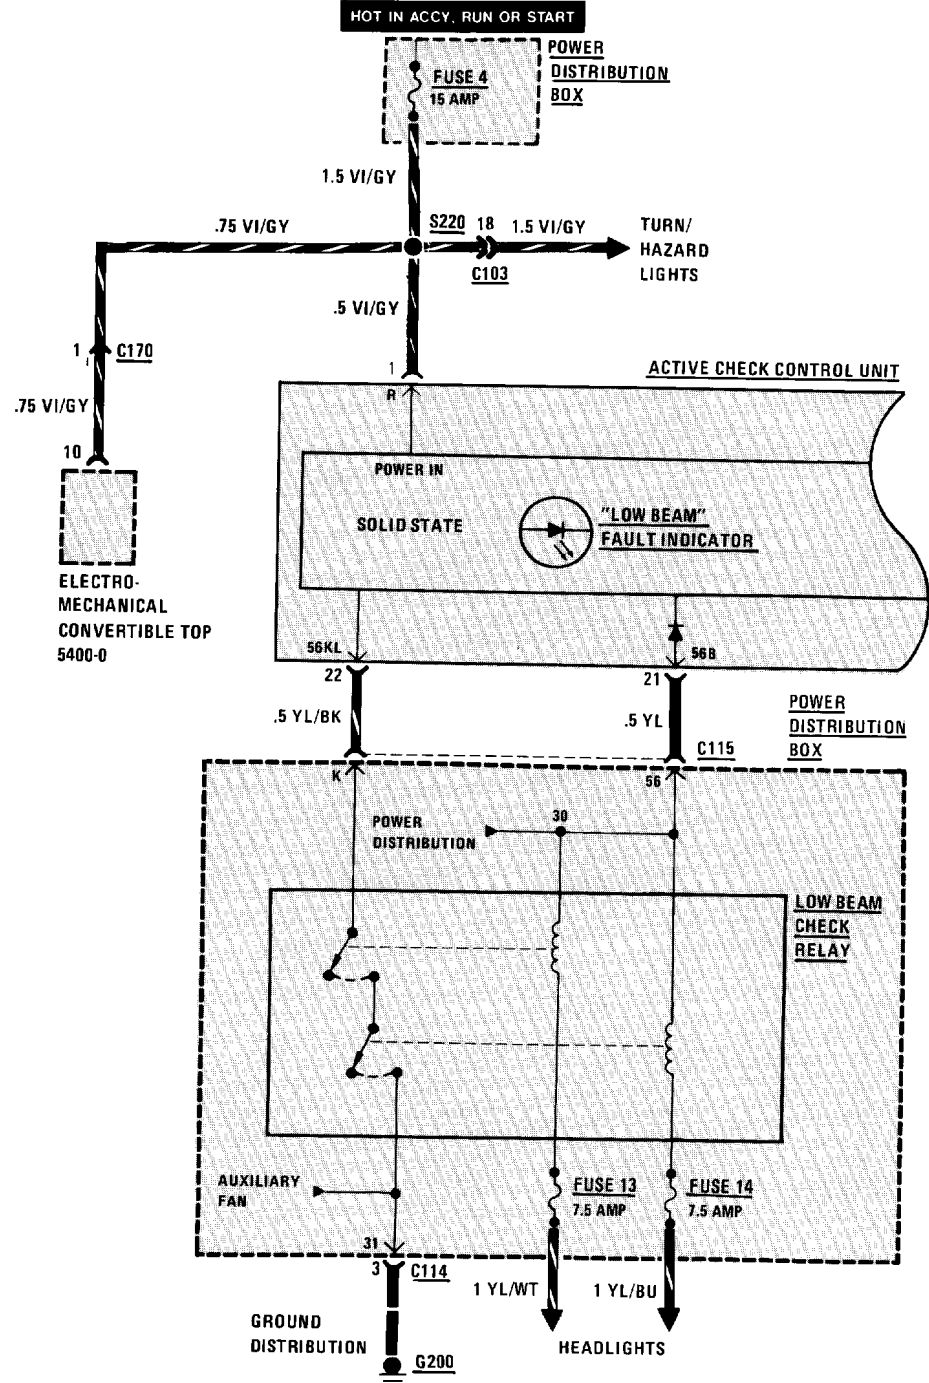 HOT IN ACCY, RUN OR START
POWER
DISTRIBUTION
BOX
FUSE 4
15 AMP
1.5 VI/GY
.75 VI/GY
S220
18
1.5 VI/GY
TURN/
HAZARD
LIGHTS
C103
.5 VI/GY
1
C170
1
ACTIVE CHECK CONTROL UNIT
R
.75 VI/GY
10
POWER IN
SOLID STATE
"LOW BEAM"
FAULT INDICATOR
ELECTRO-
MECHANICAL
CONVERTIBLE TOP
5400-0
56KL
56B
22
21
.5 YL/BK
.5 YL
POWER
DISTRIBUTION
BOX
C115
K
56
POWER
DISTRIBUTION
30
LOW BEAM
CHECK
RELAY
AUXILIARY
FAN
FUSE 13
7.5 AMP
FUSE 14
7.5 AMP
31
3
C114
1 YL/WT
1 YL/BU
GROUND
DISTRIBUTION
HEADLIGHTS
G200